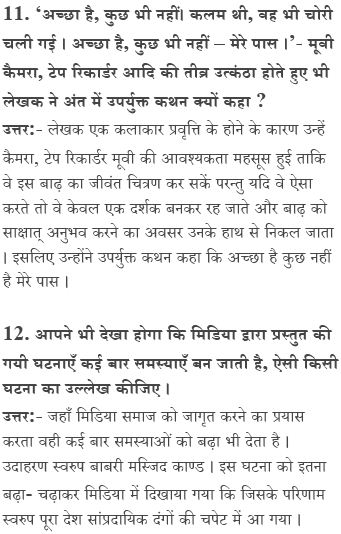 11. ‘अच्छा है, कुछ भी नहीं। कलम थी, वह भी चोरी
चली गई। अच्छा है, कुछ भी नहीं – मेरे पास।’- मूवी
कैमरा, टेप रिकार्डर आदि की तीव्र उत्कंठा होते हुए भी
लेखक ने अंत में उपर्युक्त कथन क्यों कहा ?
उत्तर:- लेखक एक कलाकार प्रवृत्ति के होने के कारण उन्हें
कैमरा, टेप रिकार्डर मूवी की आवश्यकता महसूस हुई ताकि
वे इस बाढ़ का जीवंत चित्रण कर सकें परन्तु यदि वे ऐसा
करते तो वे केवल एक दर्शक बनकर रह जाते और बाढ़ को
साक्षात् अनुभव करने का अवसर उनके हाथ से निकल जाता
। इसलिए उन्होंने उपर्युक्त कथन कहा कि अच्छा है कुछ नहीं
है मेरे पास।
12. आपने भी देखा होगा कि मिडिया द्वारा प्रस्तुत की
गयी घटनाएँ कई बार समस्याएँ बन जाती है, ऐसी किसी
घटना का उल्लेख कीजिए।
उत्तर:- जहाँ मिडिया समाज को जागृत करने का प्रयास
करता वही कई बार समस्याओं को बढ़ा भी देता है।
उदाहरण स्वरुप बाबरी मस्जिद काण्ड। इस घटना को इतना
बढ़ा- चढ़ाकर मिडिया में दिखाया गया कि जिसके परिणाम
स्वरुप पूरा देश सांप्रदायिक दंगों की चपेट में आ गया।